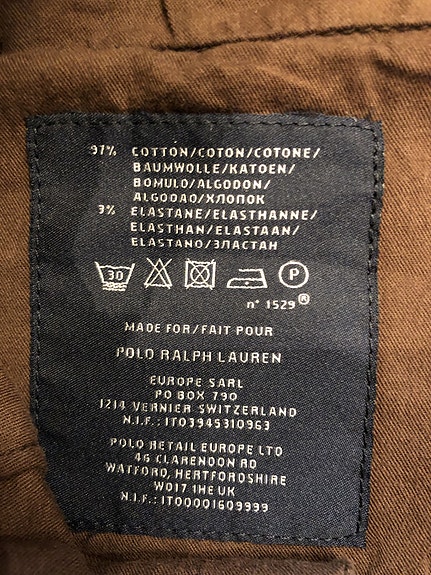 97% COTTON/COTON/COTONE/
BAUMWOLLE/KATOEN/
BOMULO/ALGODON/
ALGODAO/ХЛОПОК
3% ELASTANE/ELASTHANNE/
ELASTHAN/ELASTAAN/
ELASTANO/ЭЛАСТАН
30 P
n° 1529®
MADE FOR/FAIT POUR
POLO RALPH LAUREN
EUROPE SARL
PO BOX 790
1214 VERNIER SWITZERLAND
N.I.F.: IT03945310963
POLO RETAIL EUROPE LTD
46 CLARENDON RD
WATFORD, HERTFORDSHIRE
WD17 1HE UK
N.I.F.: IT00001609999